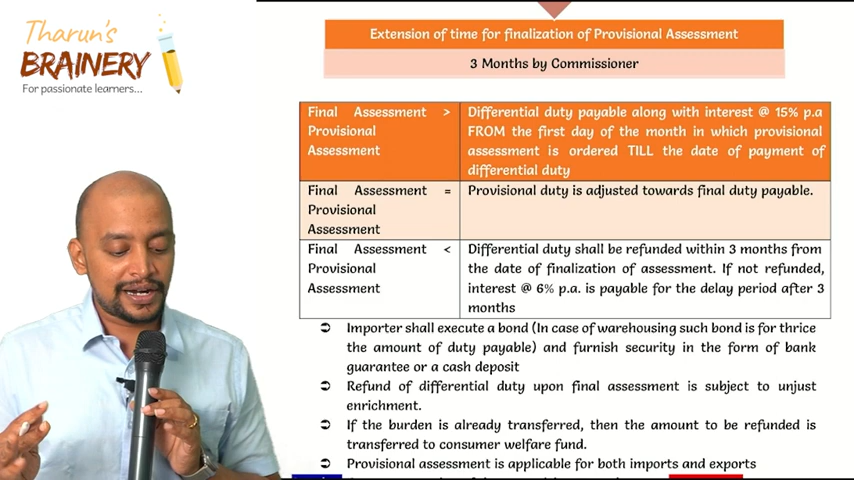 Tharun's
BRAINERY
For passionate learners...
Extension of time for finalization of Provisional Assessment
3 Months by Commissioner
Final Assessment >
Provisional
Assessment
Differential duty payable along with interest @ 15% p.a
FROM the first day of the month in which provisional
assessment is ordered TILL the date of payment of
differential duty
Final Assessment =
Provisional
Assessment
Provisional duty is adjusted towards final duty payable.
Final Assessment <
Provisional
Assessment
Differential duty shall be refunded within 3 months from
the date of finalization of assessment. If not refunded,
interest @ 6% p.a. is payable for the delay period after 3
months
➲ Importer shall execute a bond (In case of warehousing such bond is for thrice
the amount of duty payable) and furnish security in the form of bank
guarantee or a cash deposit
➲ Refund of differential duty upon final assessment is subject to unjust
enrichment.
➲ If the burden is already transferred, then the amount to be refunded is
transferred to consumer welfare fund.
➲ Provisional assessment is applicable for both imports and exports